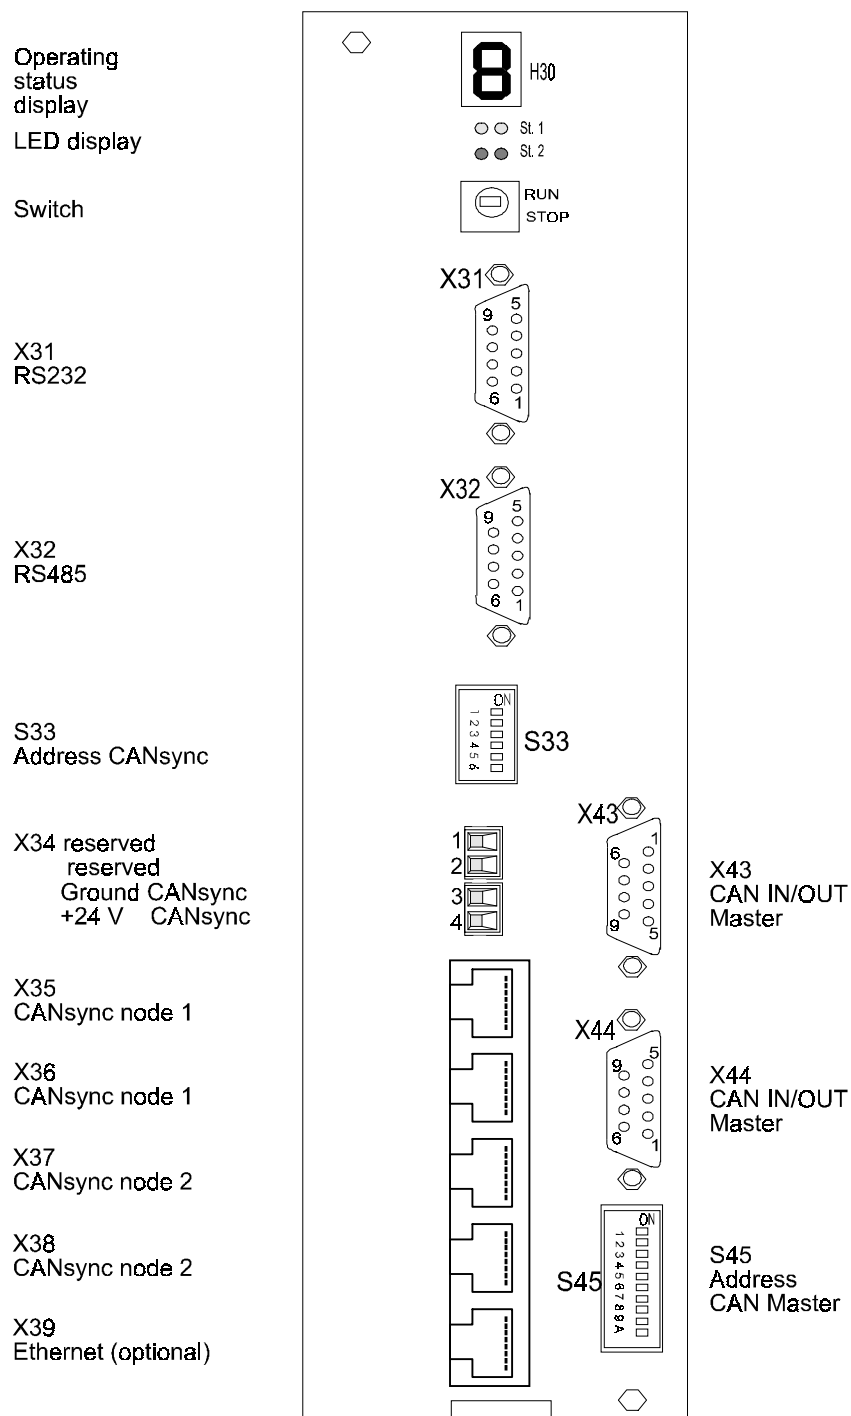 Operating
status
display
H30
LED display
St. 1
St. 2
Switch
RUN
STOP
X31
5
9
6
1
X31
RS232
X32
5
9
6
1
X32
RS485
ON
1 2 3 4 5 6
S33
S33
Address CANsync
X34 reserved
reserved
Ground CANsync
+24 V CANsync
1
2
3
4
X43
1
6
9
5
X43
CAN IN/OUT
Master
X35
CANsync node 1
X36
CANsync node 1
X37
CANsync node 2
X38
CANsync node 2
X39
Ethernet (optional)
X44
5
9
6
1
X44
CAN IN/OUT
Master
ON
1 2 3 4 5 6 7 8 9 A
S45
S45
Address
CAN Master